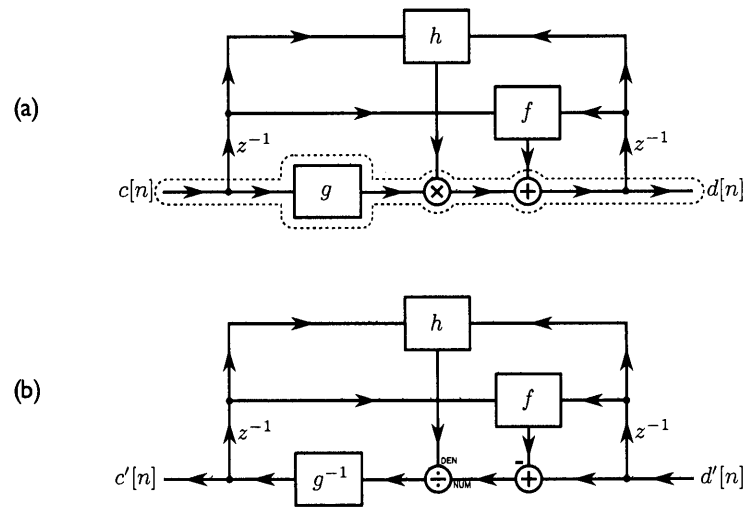 (a)
h
f
z⁻¹
z⁻¹
c[n]
g
×
+
d[n]
(b)
h
f
z⁻¹
z⁻¹
c′[n]
g⁻¹
÷
DEN
NUM
-
+
d′[n]